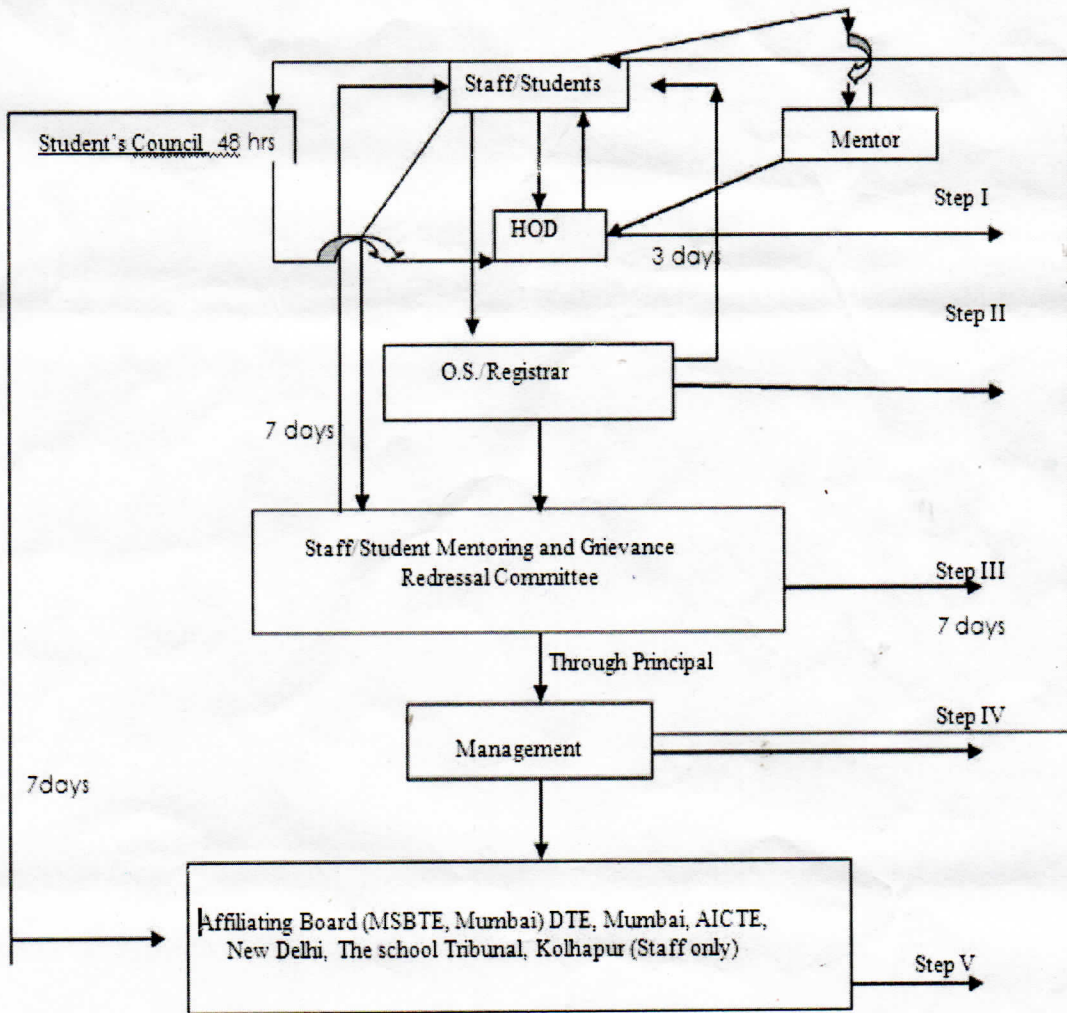 Staff/Students
Student's Council 48 hrs
Mentor
Step I
HOD
3 days
Step II
O.S./Registrar
7 days
Staff/Student Mentoring and Grievance
Redressal Committee
Step III
7 days
Through Principal
Step IV
Management
7days
Affiliating Board (MSBTE, Mumbai) DTE, Mumbai, AICTE,
New Delhi, The school Tribunal, Kolhapur (Staff only)
Step V